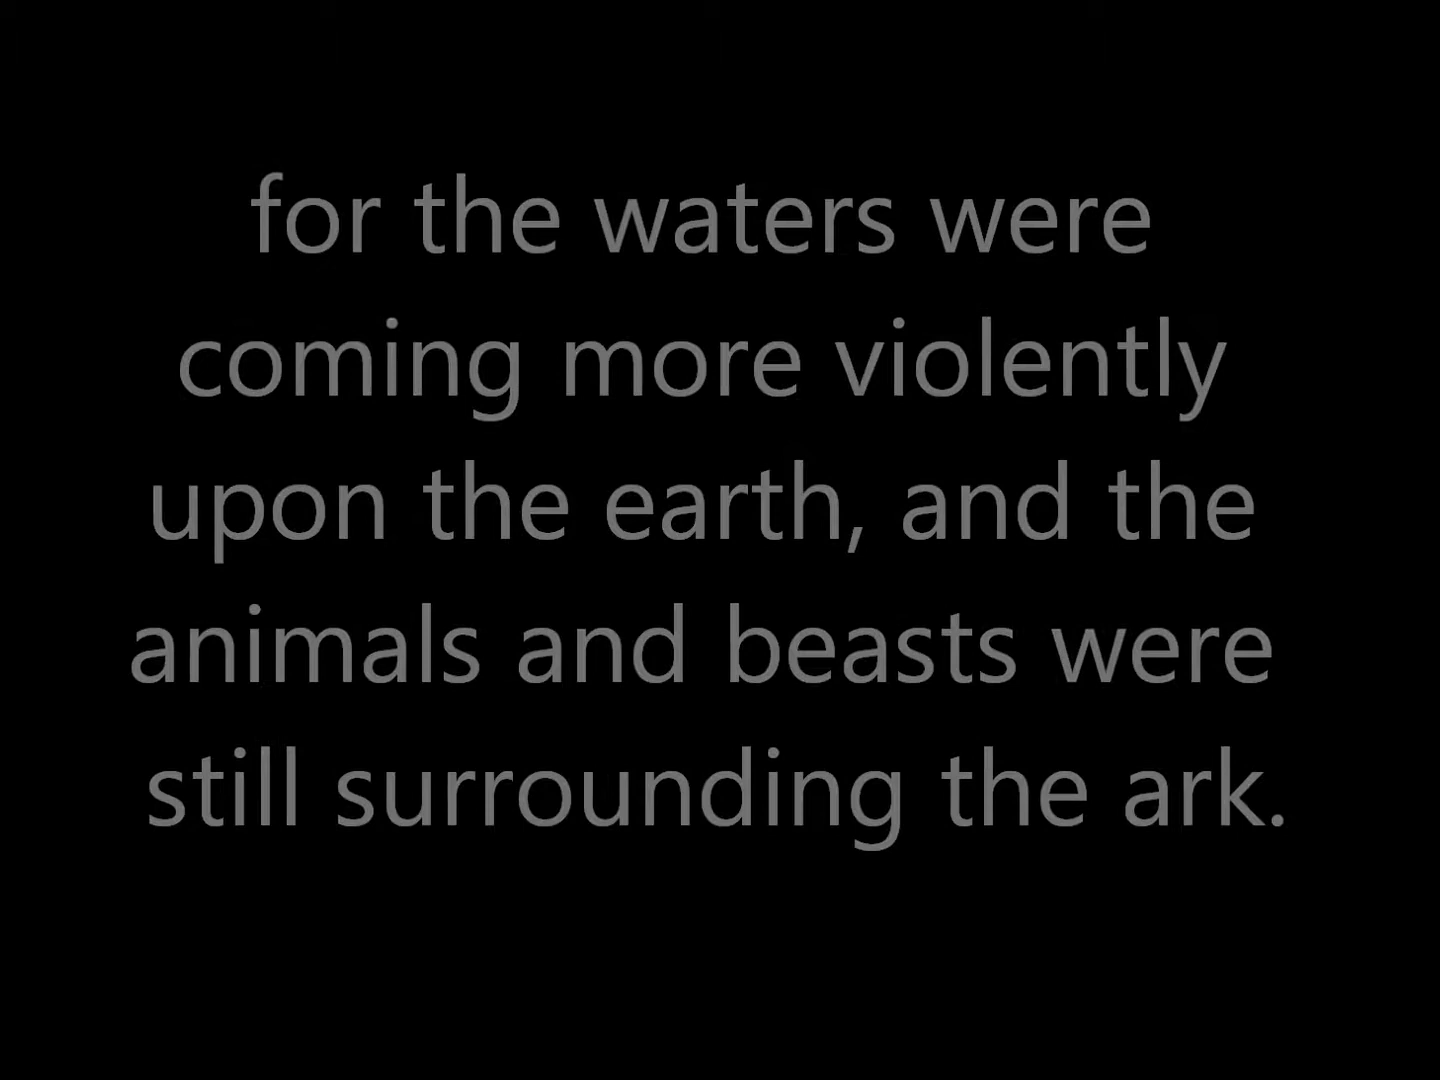 for the waters were
coming more violently
upon the earth, and the
animals and beasts were
still surrounding the ark.